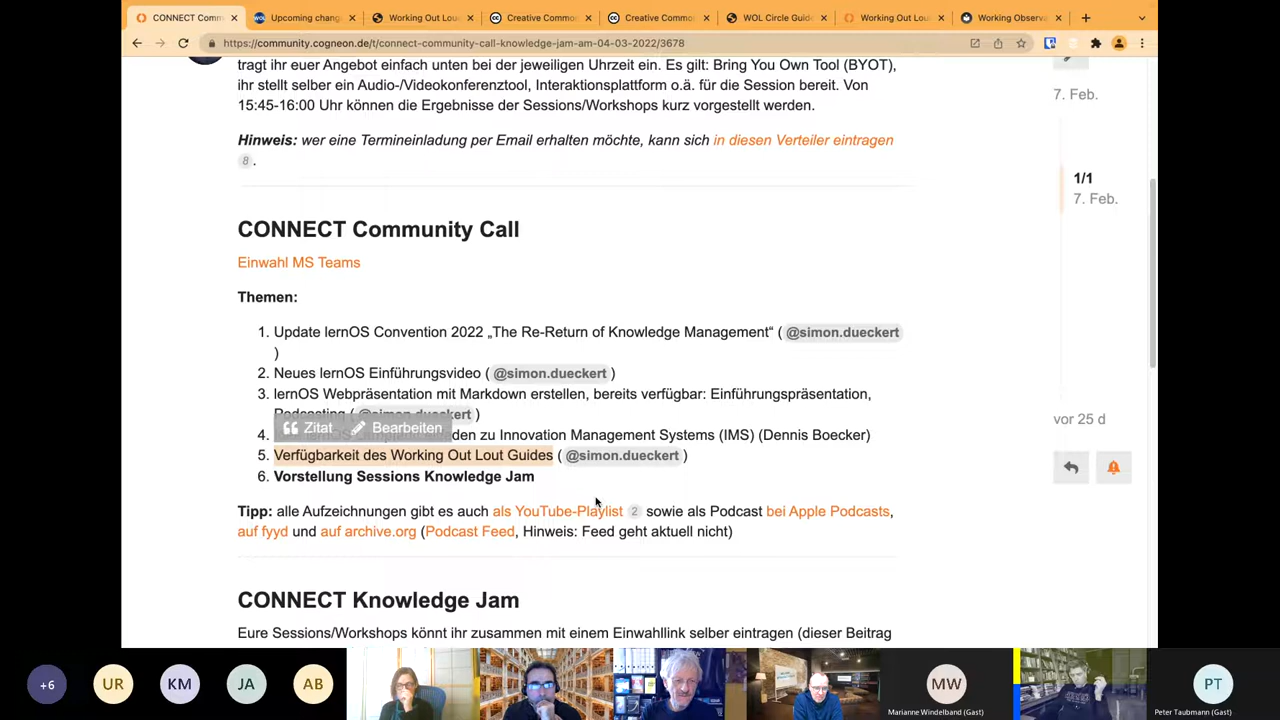 CONNECT Comm
Upcoming chang
Working Out Lou
Creative Commo
Creative Commo
WOL Circle Guid
Working Out Lou
Working Observa
https://community.cogneon.de/t/connect-community-call-knowledge-jam-am-04-03-2022/3678
tragt ihr euer Angebot einfach unten bei der jeweiligen Uhrzeit ein. Es gilt: Bring You Own Tool (BYOT),
ihr stellt selber ein Audio-/Videokonferenztool, Interaktionsplattform o.ä. für die Session bereit. Von
15:45-16:00 Uhr können die Ergebnisse der Sessions/Workshops kurz vorgestellt werden.
7. Feb.
Hinweis: wer eine Termineinladung per Email erhalten möchte, kann sich in diesen Verteiler eintragen
8 .
1/1
7. Feb.
CONNECT Community Call
Einwahl MS Teams
Themen:
1. Update lernOS Convention 2022 „The Re-Return of Knowledge Management“ ( @simon.dueckert
)
2. Neues lernOS Einführungsvideo ( @simon.dueckert )
3. lernOS Webpräsentation mit Markdown erstellen, bereits verfügbar: Einführungspräsentation,
Podcasting ( @simon.dueckert )
Zitat Bearbeiten
4. zu Innovation Management Systems (IMS) (Dennis Boecker)
vor 25 d
5. Verfügbarkeit des Working Out Lout Guides ( @simon.dueckert )
6. Vorstellung Sessions Knowledge Jam
Tipp: alle Aufzeichnungen gibt es auch als YouTube-Playlist 2 sowie als Podcast bei Apple Podcasts,
auf fyyd und auf archive.org (Podcast Feed, Hinweis: Feed geht aktuell nicht)
CONNECT Knowledge Jam
Eure Sessions/Workshops könnt ihr zusammen mit einem Einwahllink selber eintragen (dieser Beitrag
+6
UR
KM
JA
AB
MW
PT
Marianne Windelband (Gast)
Peter Taubmann (Gast)